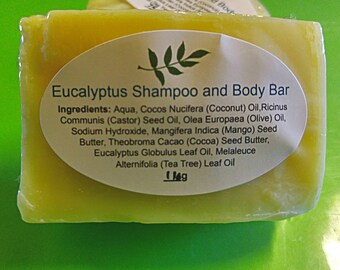 Eucalyptus Shampoo and Body Bar
Ingredients: Aqua, Cocos Nucifera (Coconut) Oil,Ricinus
Communis (Castor) Seed Oil, Olea Europaea (Olive) Oil,
Sodium Hydroxide, Mangifera Indica (Mango) Seed
Butter, Theobroma Cacao (Cocoa) Seed Butter,
Eucalyptus Globulus Leaf Oil, Melaleuce
Alternifolia (Tea Tree) Leaf Oil